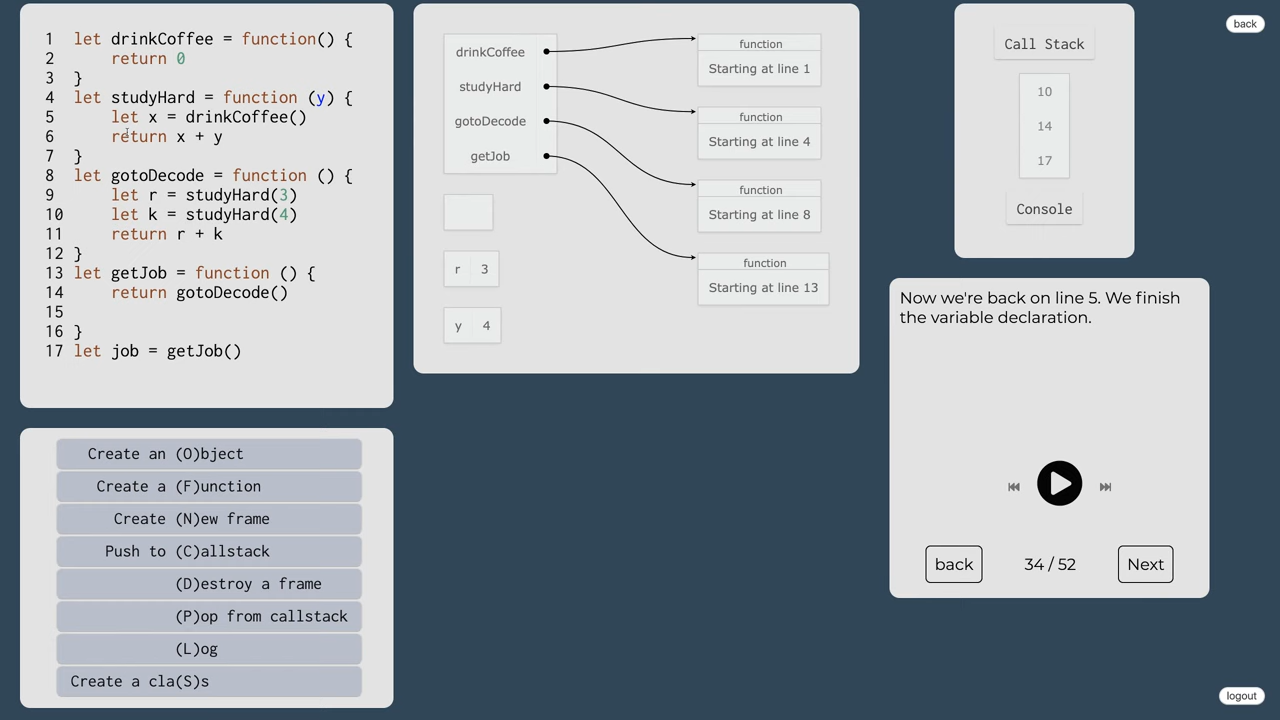 1 let drinkCoffee = function() {
2 return 0
3 }
4 let studyHard = function (y) {
5 let x = drinkCoffee()
6 return x + y
7 }
8 let gotoDecode = function () {
9 let r = studyHard(3)
10 let k = studyHard(4)
11 return r + k
12 }
13 let getJob = function () {
14 return gotoDecode()
15
16 }
17 let job = getJob()
Create an (O)bject
Create a (F)unction
Create (N)ew frame
Push to (C)allstack
(D)estroy a frame
(P)op from callstack
(L)og
Create a cla(S)s
drinkCoffee
studyHard
gotoDecode
getJob
r 3
y 4
function
Starting at line 1
function
Starting at line 4
function
Starting at line 8
function
Starting at line 13
Call Stack
10
14
17
Console
back
Now we're back on line 5. We finish
the variable declaration.
back 34 / 52 Next
logout